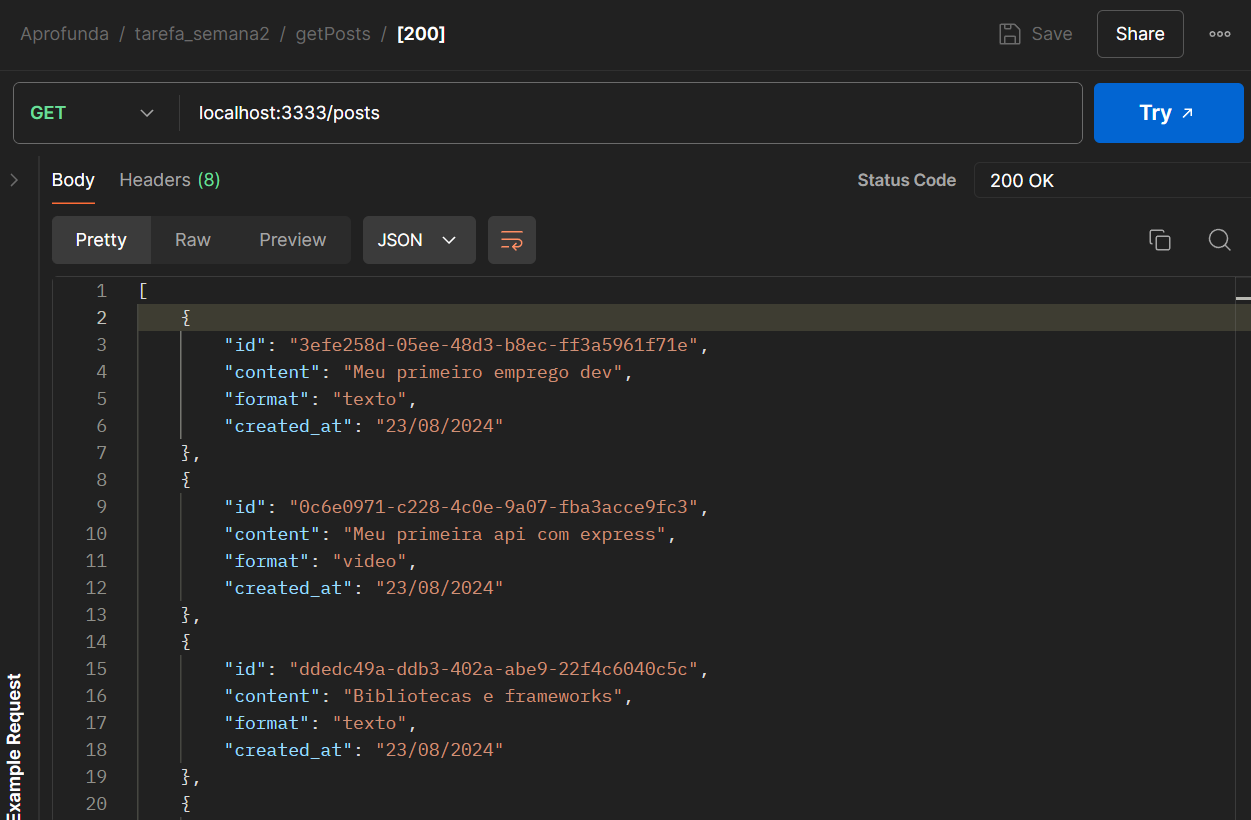 Aprofunda / tarefa_semana2 / getPosts / [200]
Save
Share
GET
localhost:3333/posts
Try
Body Headers (8)
Status Code 200 OK
Pretty Raw Preview JSON
1 [
2 {
3 "id": "3efe258d-05ee-48d3-b8ec-ff3a5961f71e",
4 "content": "Meu primeiro emprego dev",
5 "format": "texto",
6 "created_at": "23/08/2024"
7 },
8 {
9 "id": "0c6e0971-c228-4c0e-9a07-fba3acce9fc3",
10 "content": "Meu primeira api com express",
11 "format": "video",
12 "created_at": "23/08/2024"
13 },
14 {
15 "id": "ddedc49a-ddb3-402a-abe9-22f4c6040c5c",
16 "content": "Bibliotecas e frameworks",
17 "format": "texto",
18 "created_at": "23/08/2024"
19 },
20 {
Example Request